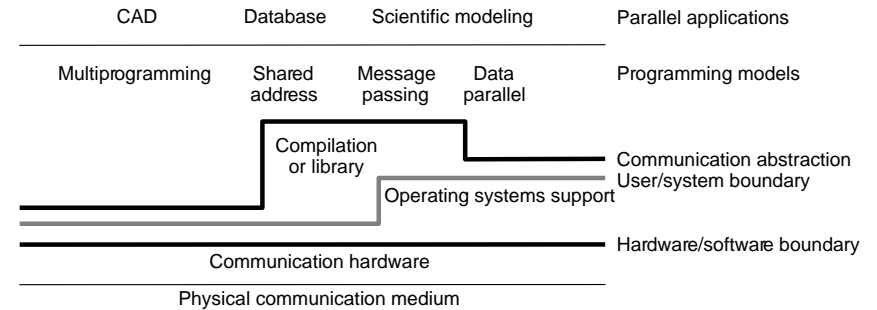 CAD Database Scientific modeling Parallel applications
Multiprogramming Shared address Message passing Data parallel Programming models
Compilation or library
Communication abstraction
User/system boundary
Operating systems support
Hardware/software boundary
Communication hardware
Physical communication medium